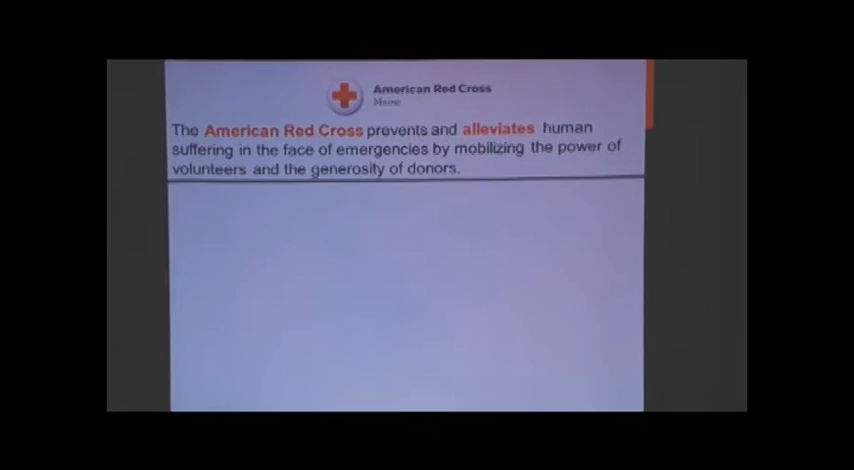 American Red Cross
Maine
The American Red Cross prevents and alleviates human
suffering in the face of emergencies by mobilizing the power of
volunteers and the generosity of donors.